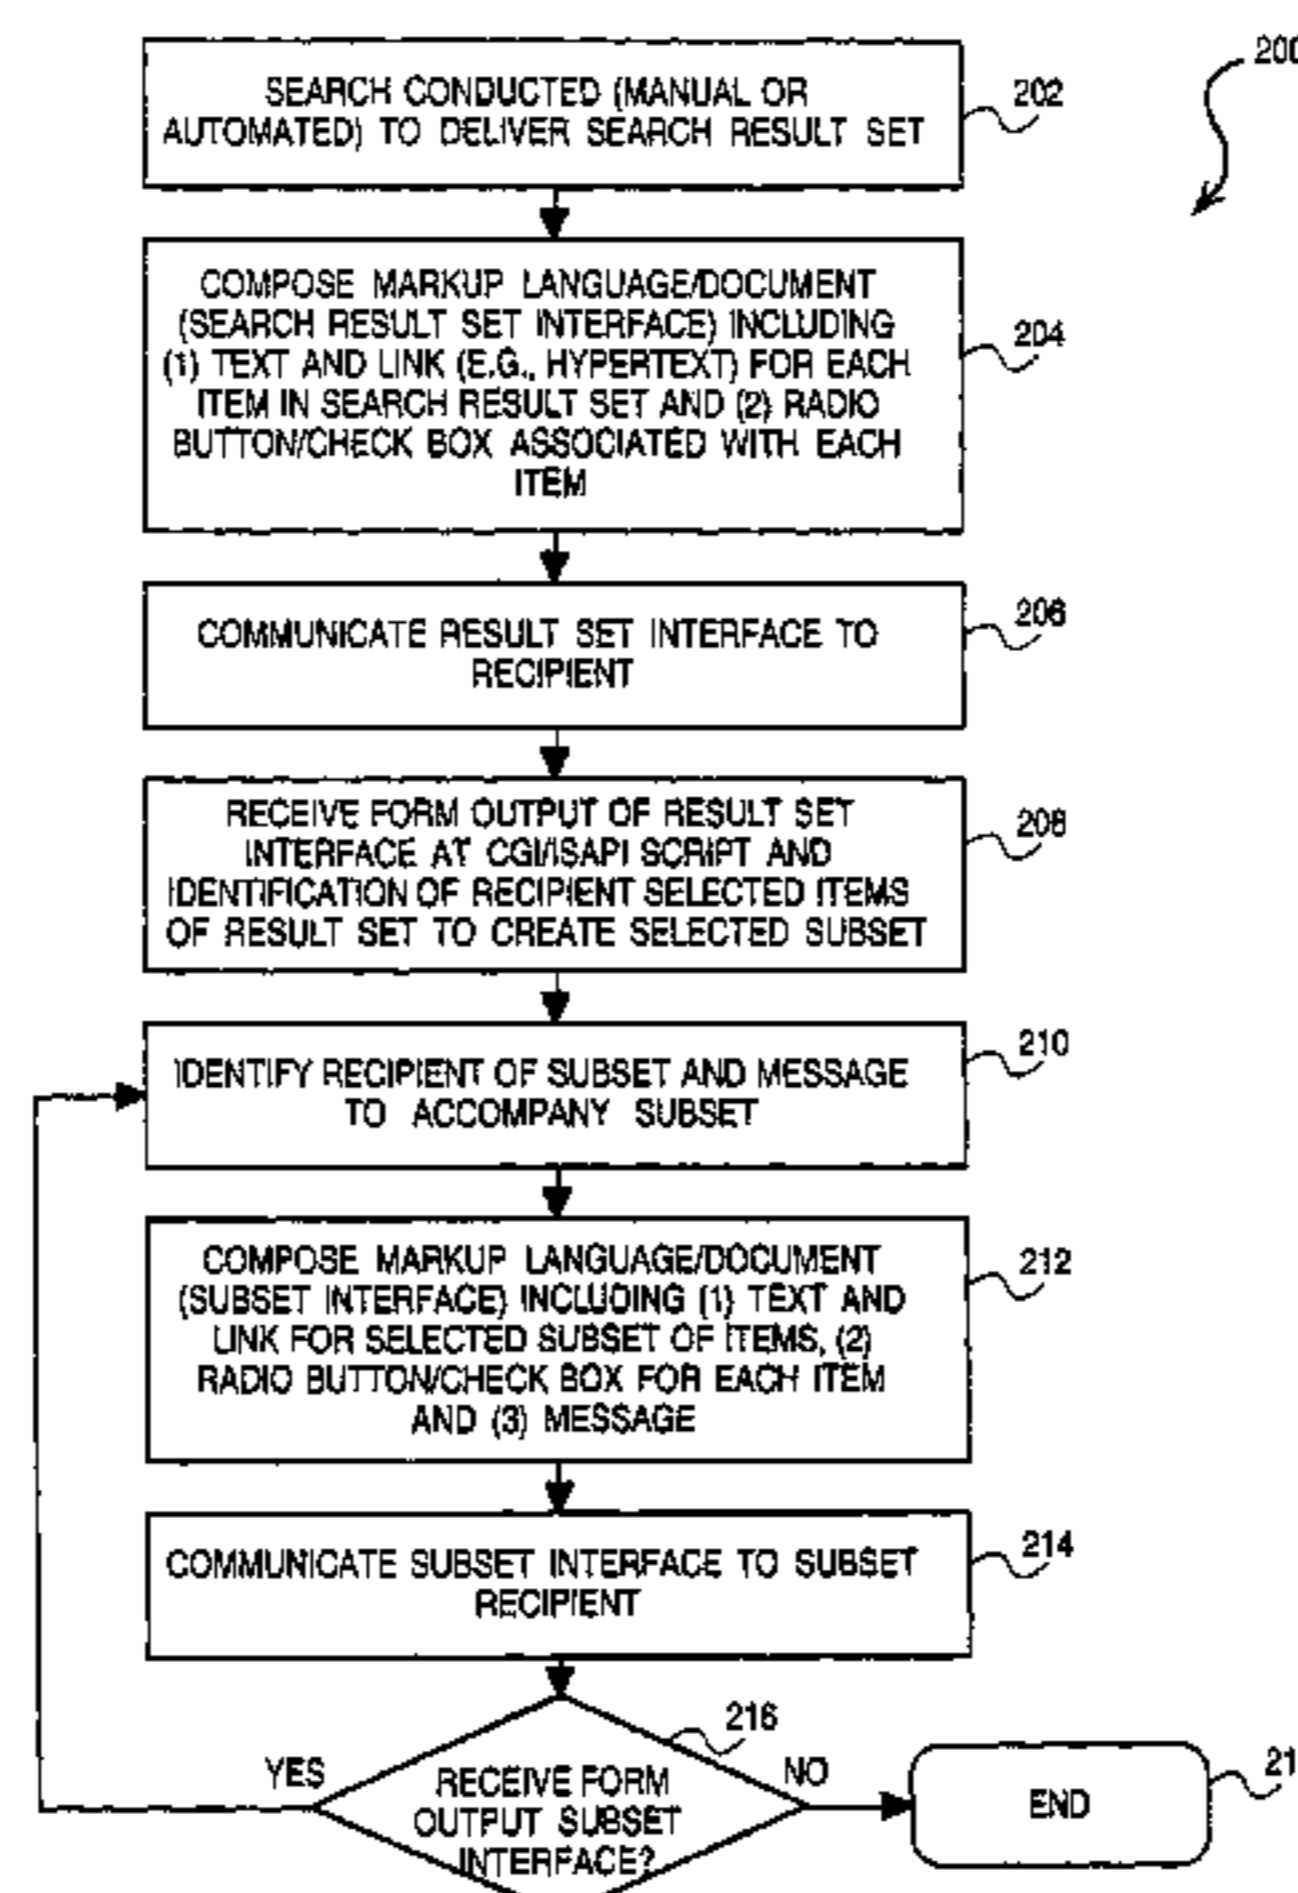 200
SEARCH CONDUCTED (MANUAL OR
AUTOMATED) TO DELIVER SEARCH RESULT SET
202
COMPOSE MARKUP LANGUAGE/DOCUMENT
(SEARCH RESULT SET INTERFACE) INCLUDING
(1) TEXT AND LINK (E.G., HYPERTEXT) FOR EACH
ITEM IN SEARCH RESULT SET AND (2) RADIO
BUTTON/CHECK BOX ASSOCIATED WITH EACH
ITEM
204
COMMUNICATE RESULT SET INTERFACE TO
RECIPIENT
206
RECEIVE FORM OUTPUT OF RESULT SET
INTERFACE AT CGI/ISAPI SCRIPT AND
IDENTIFICATION OF RECIPIENT SELECTED ITEMS
OF RESULT SET TO CREATE SELECTED SUBSET
208
IDENTIFY RECIPIENT OF SUBSET AND MESSAGE
TO ACCOMPANY SUBSET
210
COMPOSE MARKUP LANGUAGE/DOCUMENT
(SUBSET INTERFACE) INCLUDING (1) TEXT AND
LINK FOR SELECTED SUBSET OF ITEMS, (2)
RADIO BUTTON/CHECK BOX FOR EACH ITEM
AND (3) MESSAGE
212
COMMUNICATE SUBSET INTERFACE TO SUBSET
RECIPIENT
214
216
YES
RECEIVE FORM
OUTPUT SUBSET
INTERFACE?
NO
END